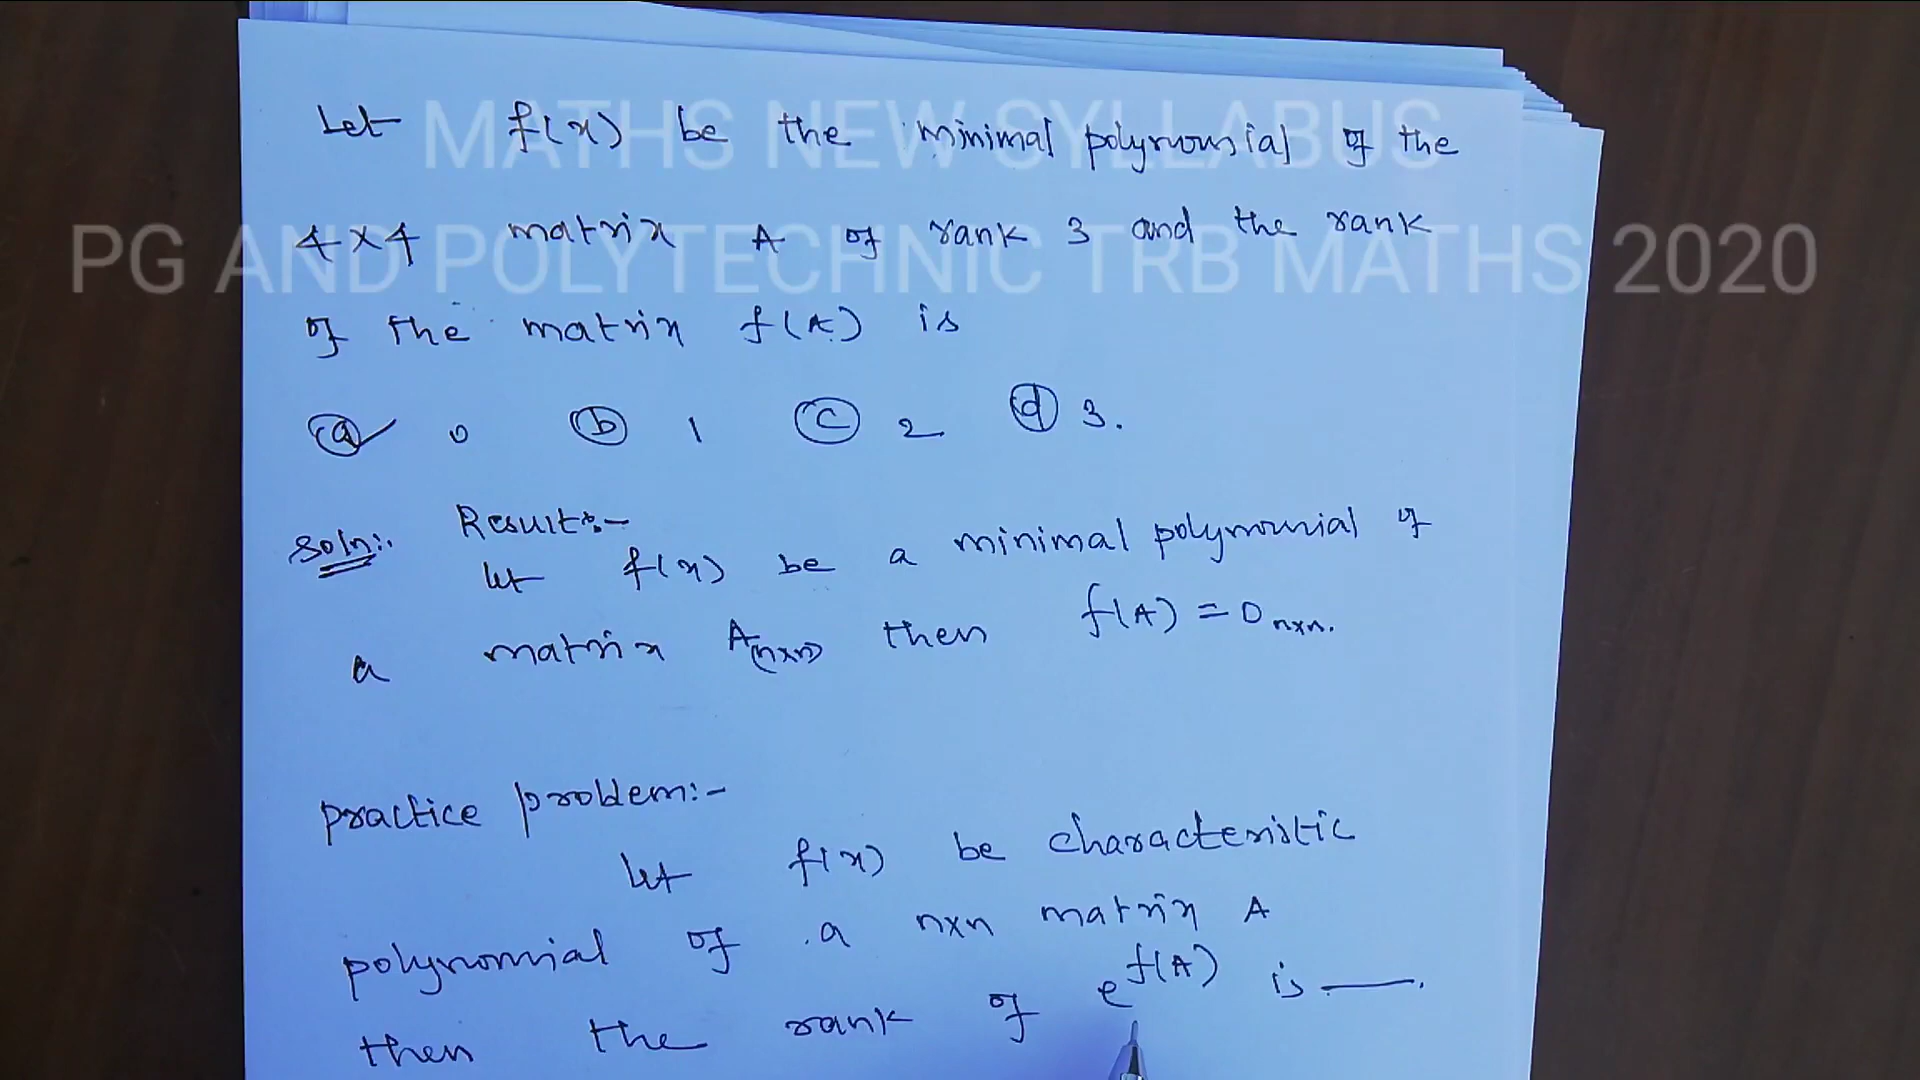 MATHS NEW SYLLABUS
Let f(x) be the minimal polynomial of the
PG AND POLYTECHNIC TRB MATHS 2020
4×4 matrix A of rank 3 and the rank
of the matrix f(A) is
(a) 0 (b) 1 (c) 2 (d) 3.
Soln:. Result:-
Let f(x) be a minimal polynomial of
a matrix A(n×n) then f(A) = 0 n×n.
practice problem:-
Let f(x) be characteristic
polynomial of a n×n matrix A
then the rank of e^f(A) is —.